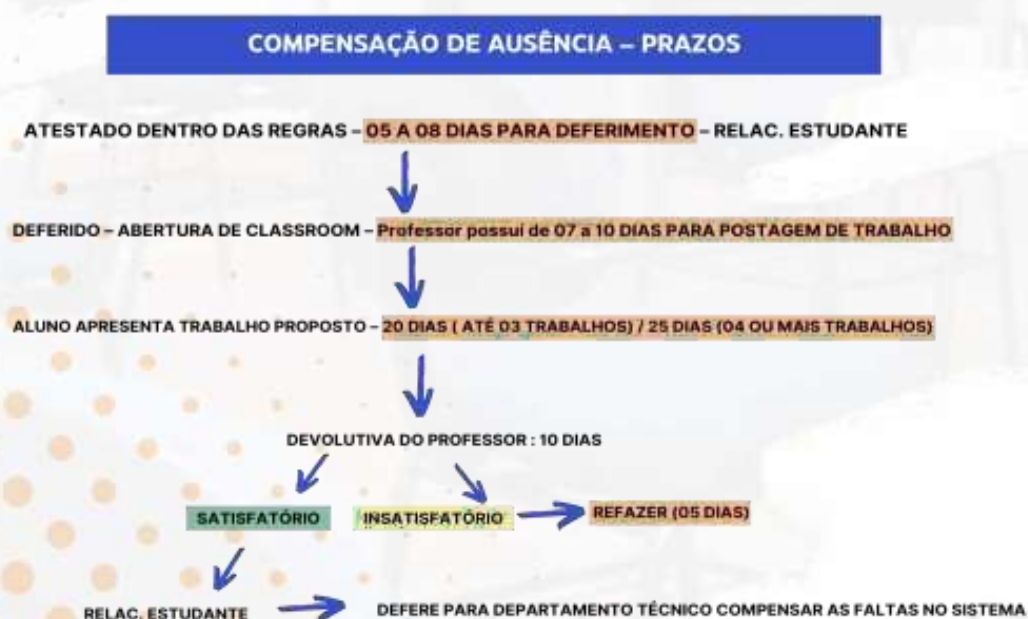 COMPENSAÇÃO DE AUSÊNCIA – PRAZOS
ATESTADO DENTRO DAS REGRAS – 05 A 08 DIAS PARA DEFERIMENTO – RELAC. ESTUDANTE
DEFERIDO – ABERTURA DE CLASSROOM – Professor possui de 07 a 10 DIAS PARA POSTAGEM DE TRABALHO
ALUNO APRESENTA TRABALHO PROPOSTO – 20 DIAS ( ATÉ 03 TRABALHOS) / 25 DIAS (04 OU MAIS TRABALHOS)
DEVOLUTIVA DO PROFESSOR : 10 DIAS
SATISFATÓRIO INSATISFATÓRIO REFAZER (05 DIAS)
RELAC. ESTUDANTE DEFERE PARA DEPARTAMENTO TÉCNICO COMPENSAR AS FALTAS NO SISTEMA